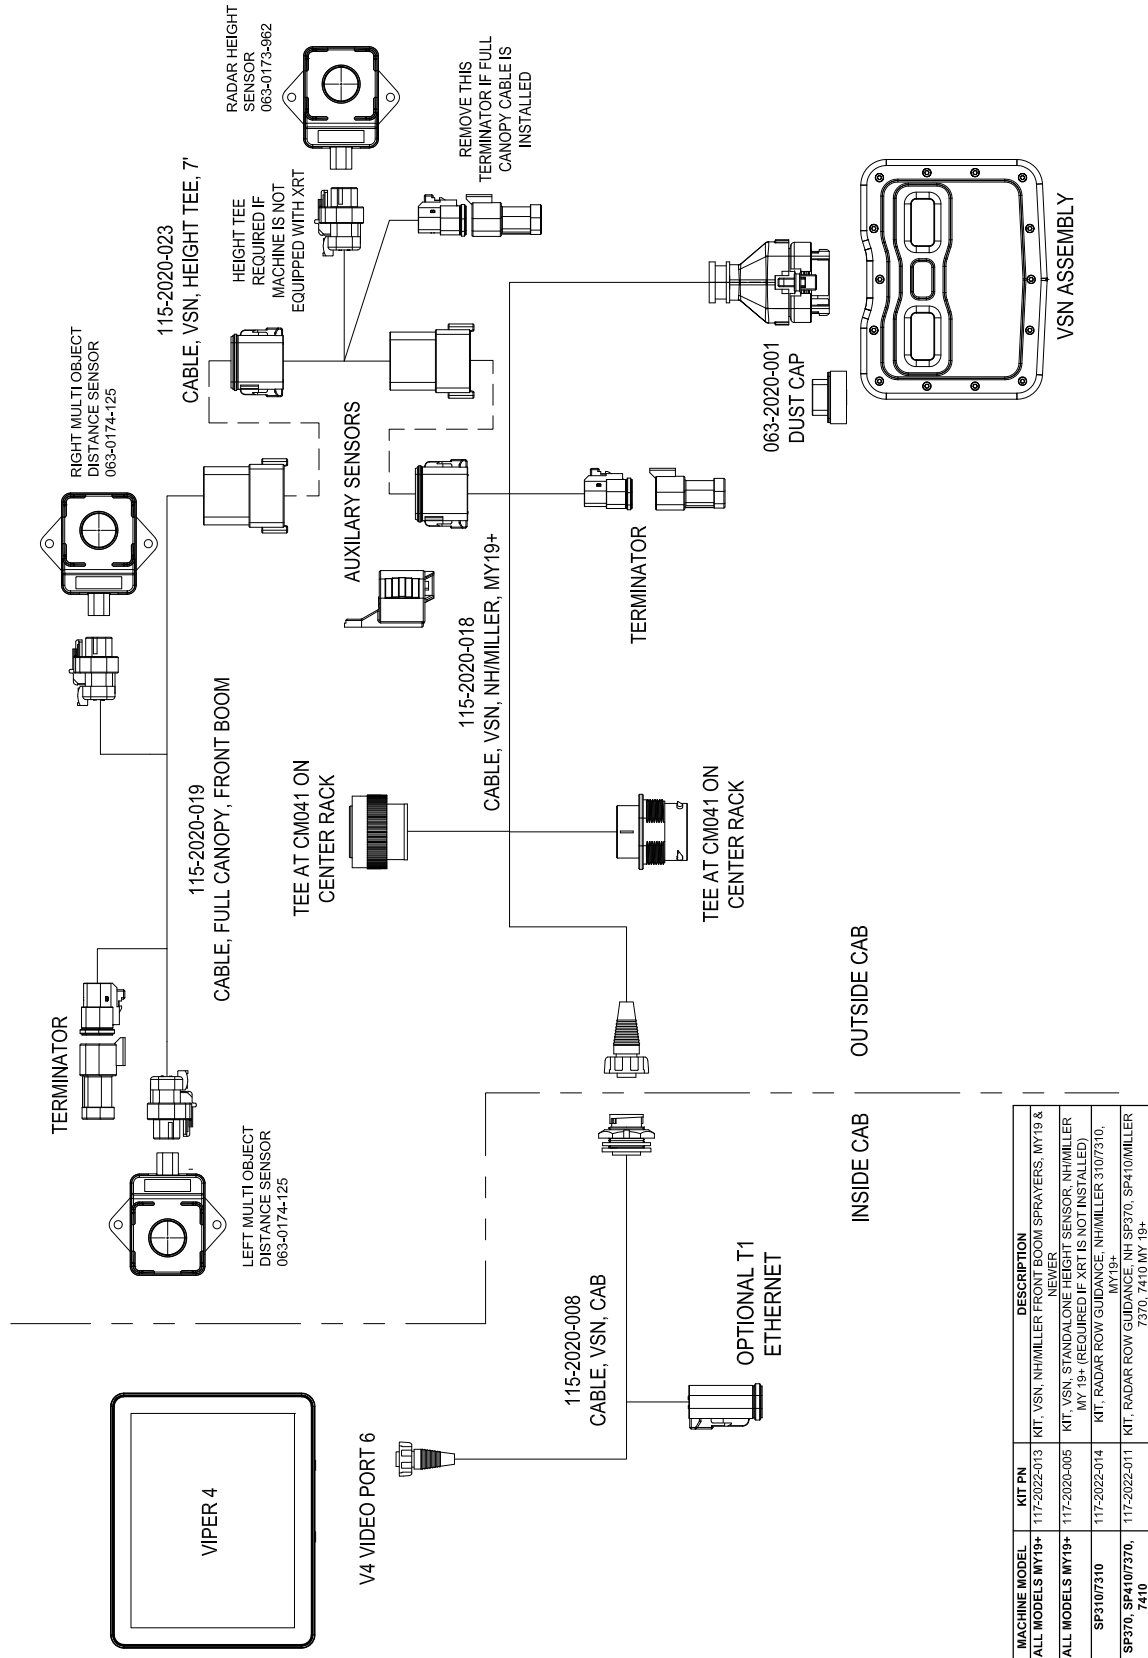 RADAR HEIGHT
SENSOR
063-0173-962
REMOVE THIS
TERMINATOR IF FULL
CANOPY CABLE IS
INSTALLED
HEIGHT TEE
REQUIRED IF
MACHINE IS NOT
EQUIPPED WITH XRT
115-2020-023
CABLE, VSN, HEIGHT TEE, 7'
RIGHT MULTI OBJECT
DISTANCE SENSOR
063-0174-125
AUXILARY SENSORS
063-2020-001
DUST CAP
VSN ASSEMBLY
115-2020-018
CABLE, VSN, NH/MILLER, MY19+
TERMINATOR
115-2020-019
CABLE, FULL CANOPY, FRONT BOOM
TEE AT CM041 ON
CENTER RACK
TEE AT CM041 ON
CENTER RACK
TERMINATOR
LEFT MULTI OBJECT
DISTANCE SENSOR
063-0174-125
OUTSIDE CAB
INSIDE CAB
VIPER 4
V4 VIDEO PORT 6
115-2020-008
CABLE, VSN, CAB
OPTIONAL T1
ETHERNET
MACHINE MODEL KIT PN DESCRIPTION
ALL MODELS MY19+ 117-2022-013 KIT, VSN, NH/MILLER FRONT BOOM SPRAYERS, MY19 &
NEWER
ALL MODELS MY19+ 117-2020-005 KIT, VSN, STANDALONE HEIGHT SENSOR, NH/MILLER
MY 19+ (REQUIRED IF XRT IS NOT INSTALLED)
SP310/7310 117-2022-014 KIT, RADAR ROW GUIDANCE, NH/MILLER 310/7310,
MY19+
SP370, SP410/7370,
7410 117-2022-011 KIT, RADAR ROW GUIDANCE, NH SP370, SP410/MILLER
7370, 7410 MY 19+